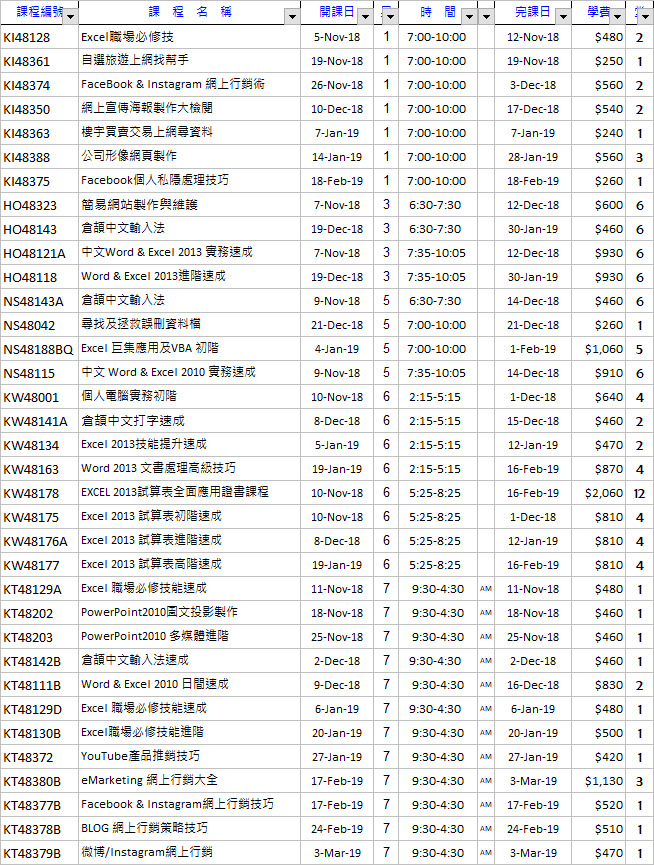 課程編號 課 程 名 稱 開課日 時 間 完課日 學費
KI48128 Excel職場必修技 5-Nov-18 1 7:00-10:00 12-Nov-18 $480 2
KI48361 自選旅遊上網找幫手 19-Nov-18 1 7:00-10:00 19-Nov-18 $250 1
KI48374 FaceBook & Instagram 網上行銷術 26-Nov-18 1 7:00-10:00 3-Dec-18 $560 2
KI48350 網上宣傳海報製作大檢閱 10-Dec-18 1 7:00-10:00 17-Dec-18 $540 2
KI48363 樓宇買賣交易上網尋資料 7-Jan-19 1 7:00-10:00 7-Jan-19 $240 1
KI48388 公司形像網頁製作 14-Jan-19 1 7:00-10:00 28-Jan-19 $560 3
KI48375 Facebook個人私隱處理技巧 18-Feb-19 1 7:00-10:00 18-Feb-19 $260 1
HO48323 簡易網站製作與維護 7-Nov-18 3 6:30-7:30 12-Dec-18 $600 6
HO48143 倉頡中文輸入法 19-Dec-18 3 6:30-7:30 30-Jan-19 $460 6
HO48121A 中文Word & Excel 2013 實務速成 7-Nov-18 3 7:35-10:05 12-Dec-18 $930 6
HO48118 Word & Excel 2013進階速成 19-Dec-18 3 7:35-10:05 30-Jan-19 $930 6
NS48143A 倉頡中文輸入法 9-Nov-18 5 6:30-7:30 14-Dec-18 $460 6
NS48042 尋找及拯救誤刪資料檔 21-Dec-18 5 7:00-10:00 21-Dec-18 $260 1
NS48188BQ Excel 巨集應用及VBA 初階 4-Jan-19 5 7:00-10:00 1-Feb-19 $1,060 5
NS48115 中文 Word & Excel 2010 實務速成 9-Nov-18 5 7:35-10:05 14-Dec-18 $910 6
KW48001 個人電腦實務初階 10-Nov-18 6 2:15-5:15 1-Dec-18 $640 4
KW48141A 倉頡中文打字速成 8-Dec-18 6 2:15-5:15 15-Dec-18 $460 2
KW48134 Excel 2013技能提升速成 5-Jan-19 6 2:15-5:15 12-Jan-19 $470 2
KW48163 Word 2013 文書處理高級技巧 19-Jan-19 6 2:15-5:15 16-Feb-19 $870 4
KW48178 EXCEL 2013試算表全面應用證書課程 10-Nov-18 6 5:25-8:25 16-Feb-19 $2,060 12
KW48175 Excel 2013 試算表初階速成 10-Nov-18 6 5:25-8:25 1-Dec-18 $810 4
KW48176A Excel 2013 試算表進階速成 8-Dec-18 6 5:25-8:25 12-Jan-19 $810 4
KW48177 Excel 2013 試算表高階速成 19-Jan-19 6 5:25-8:25 16-Feb-19 $810 4
KT48129A Excel 職場必修技能速成 11-Nov-18 7 9:30-4:30 AM 11-Nov-18 $480 1
KT48202 PowerPoint2010圖文投影製作 18-Nov-18 7 9:30-4:30 AM 18-Nov-18 $460 1
KT48203 PowerPoint2010 多媒體進階 25-Nov-18 7 9:30-4:30 AM 25-Nov-18 $460 1
KT48142B 倉頡中文輸入法速成 2-Dec-18 7 9:30-4:30 AM 2-Dec-18 $460 1
KT48111B Word & Excel 2010 日間速成 9-Dec-18 7 9:30-4:30 AM 16-Dec-18 $830 2
KT48129D Excel 職場必修技能速成 6-Jan-19 7 9:30-4:30 AM 6-Jan-19 $480 1
KT48130B Excel職場必修技能進階 20-Jan-19 7 9:30-4:30 AM 20-Jan-19 $500 1
KT48372 YouTube產品推銷技巧 27-Jan-19 7 9:30-4:30 AM 27-Jan-19 $420 1
KT48380B eMarketing 網上行銷大全 17-Feb-19 7 9:30-4:30 AM 3-Mar-19 $1,130 3
KT48377B Facebook & Instagram網上行銷技巧 17-Feb-19 7 9:30-4:30 AM 17-Feb-19 $520 1
KT48378B BLOG 網上行銷策略技巧 24-Feb-19 7 9:30-4:30 AM 24-Feb-19 $510 1
KT48379B 微博/Instagram網上行銷 3-Mar-19 7 9:30-4:30 AM 3-Mar-19 $470 1